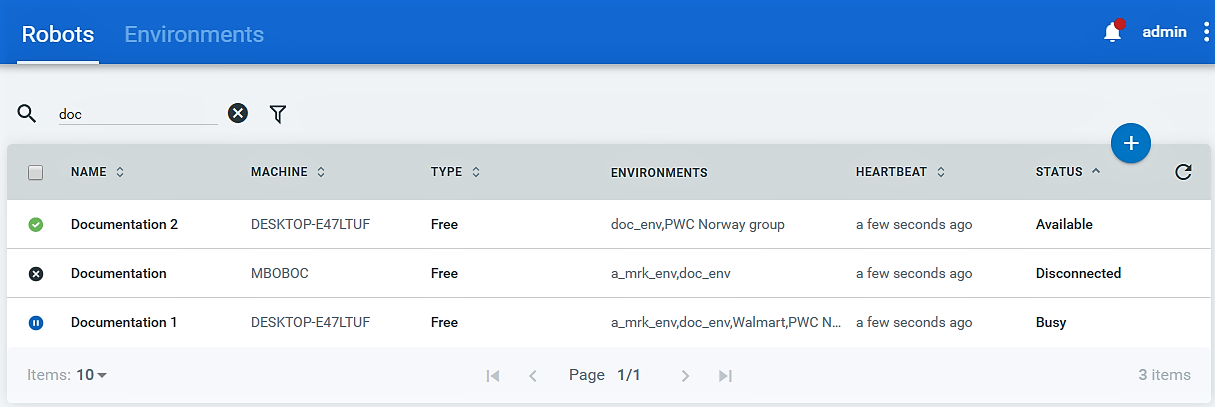 Robots Environments admin
doc
NAME MACHINE TYPE ENVIRONMENTS HEARTBEAT STATUS
Documentation 2 DESKTOP-E47LTUF Free doc_env,PWC Norway group a few seconds ago Available
Documentation MBOBOC Free a_mrk_env,doc_env a few seconds ago Disconnected
Documentation 1 DESKTOP-E47LTUF Free a_mrk_env,doc_env,Walmart,PWC N... a few seconds ago Busy
Items: 10 Page 1/1 3 items